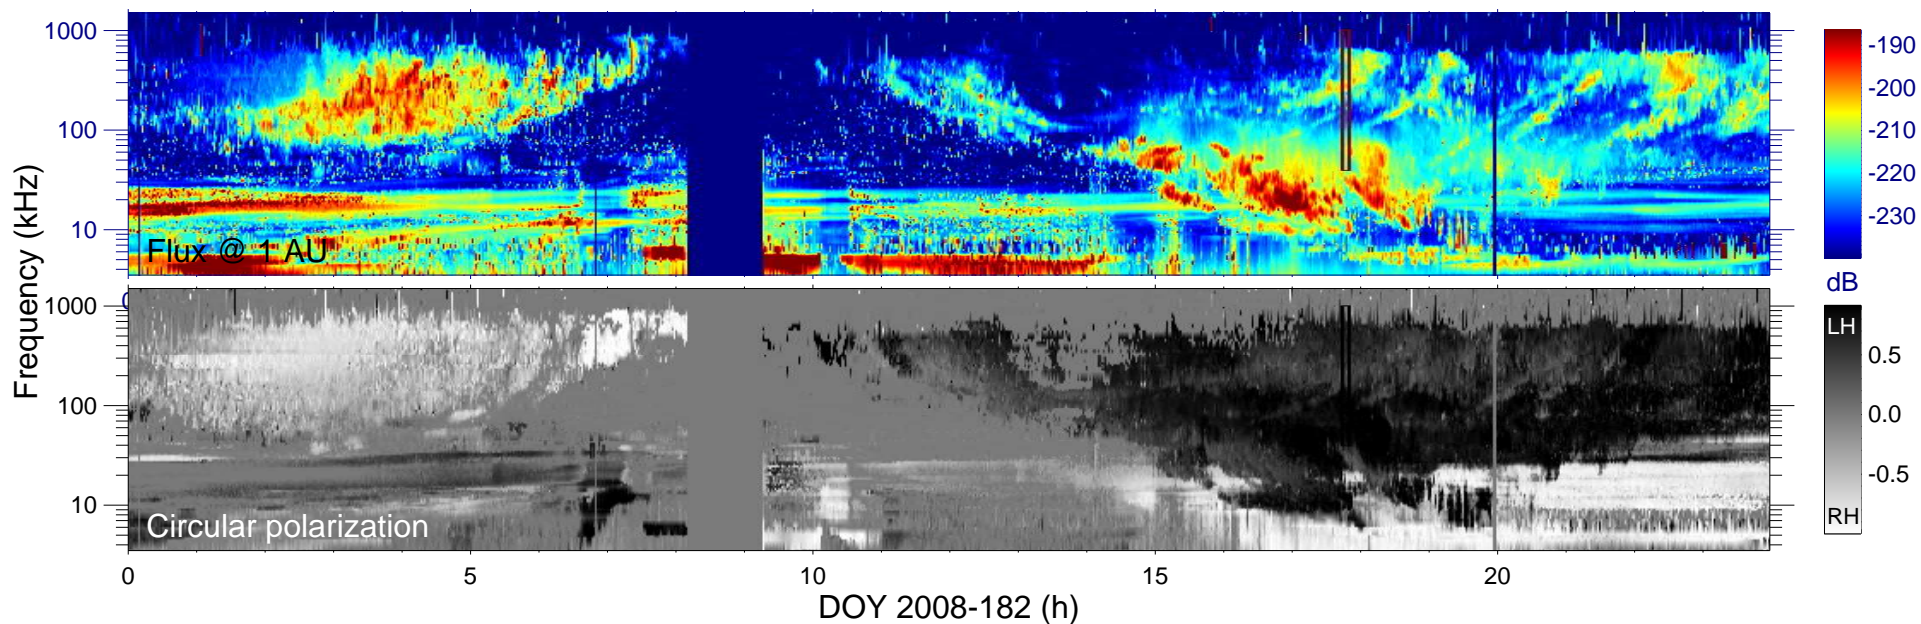 1000
100
10
Flux @ 1 AU
-190
-200
-210
-220
-230
dB
Frequency (kHz)
0
1000
100
10
Circular polarization
LH
0.5
0.0
-0.5
RH
0 5 10 15 20
DOY 2008-182 (h)